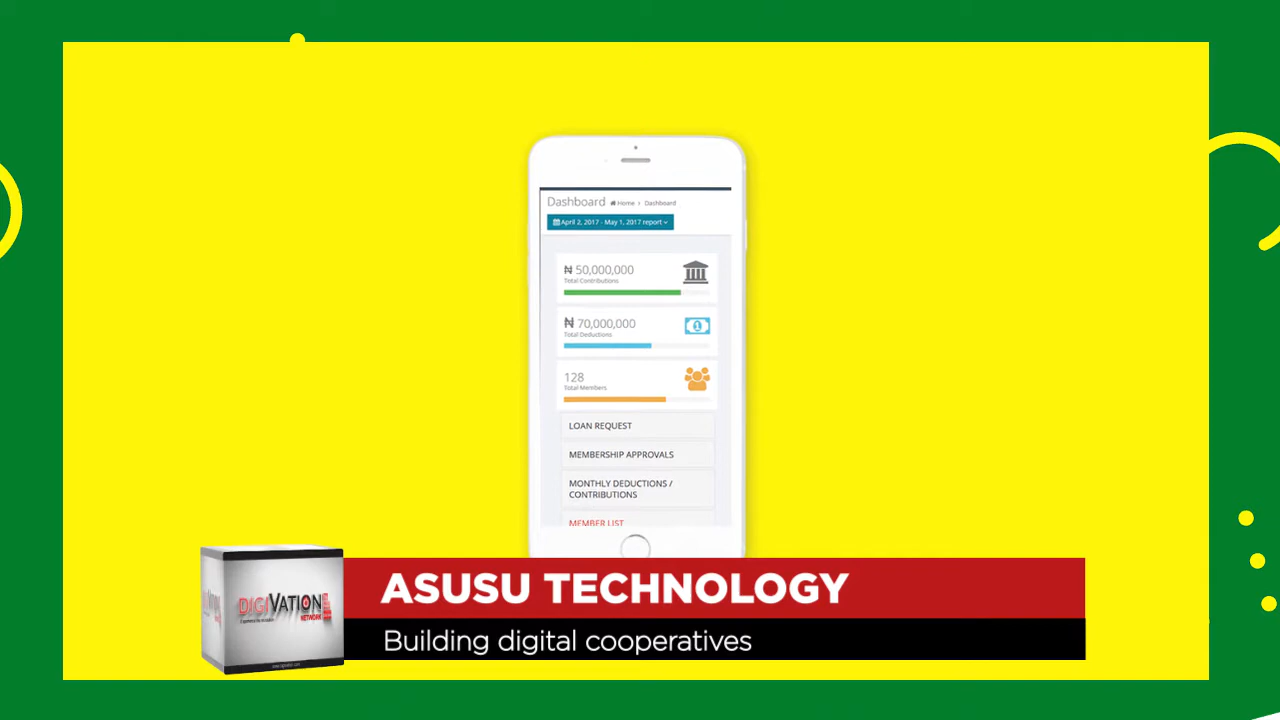 Dashboard Home › Dashboard
April 2, 2017 - May 1, 2017 report
₦ 50,000,000
Total Contributions
₦ 70,000,000
Total Deductions
128
Total Members
LOAN REQUEST
MEMBERSHIP APPROVALS
MONTHLY DEDUCTIONS /
CONTRIBUTIONS
MEMBER LIST
DIGIVATION
NETWORK
ASUSU TECHNOLOGY
Building digital cooperatives